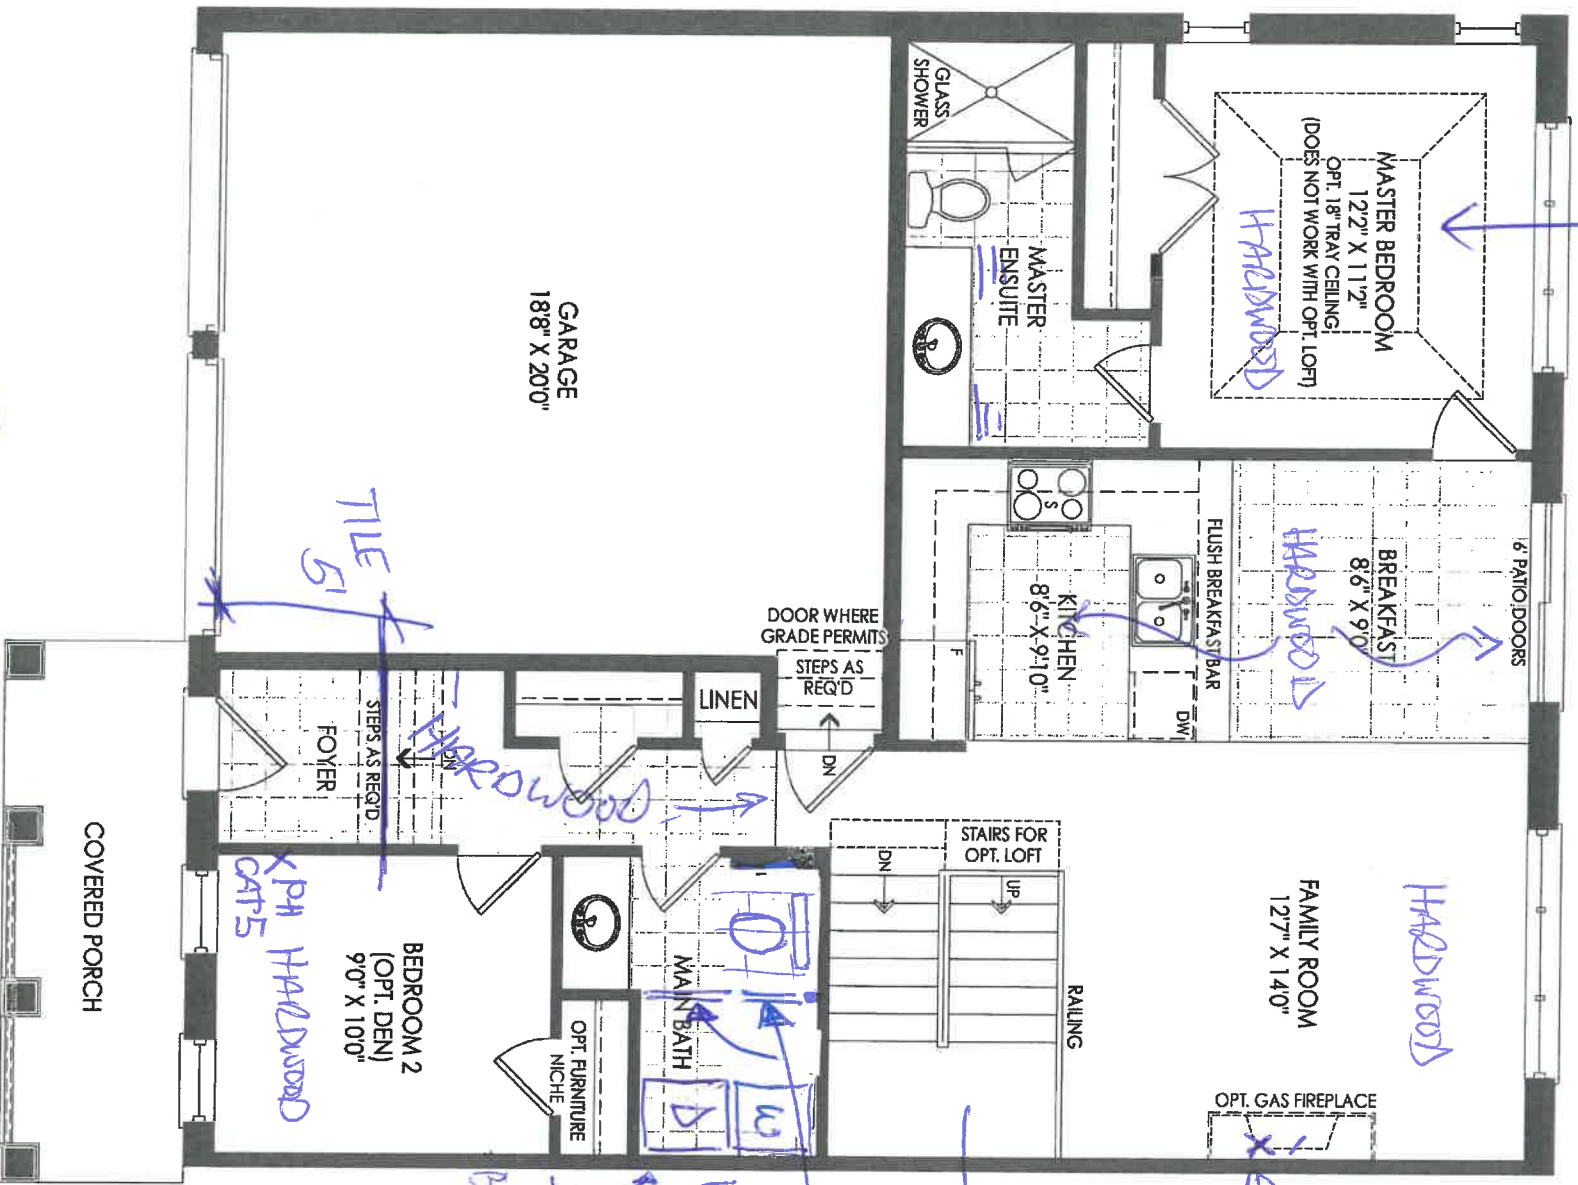 MASTER BEDROOM
12'2" X 11'2"
OPT. 18" TRAY CEILING
(DOES NOT WORK WITH OPT. LOFT)
HARDWOOD
GLASS
SHOWER
MASTER
ENSUITE
GARAGE
18'8" X 20'0"
6' PATIO DOORS
BREAKFAST
8'6" X 9'0"
HARDWOOD
FLUSH BREAKFAST BAR
S
KITCHEN
8'6" X 9'10"
DW
F
DOOR WHERE
GRADE PERMITS
STEPS AS
REQ'D
LINEN
DN
TILE
5'
STEPS AS REQ'D
DN
FOYER
HARDWOOD
STAIRS FOR
OPT. LOFT
DN
UP
RAILING
FAMILY ROOM
12'7" X 14'0"
HARDWOOD
OPT. GAS FIREPLACE
MAIN BATH
W
D
OPT. FURNITURE
NICHE
BEDROOM 2
(OPT. DEN)
9'0" X 10'0"
X PH HARDWOOD
CAT5
COVERED PORCH